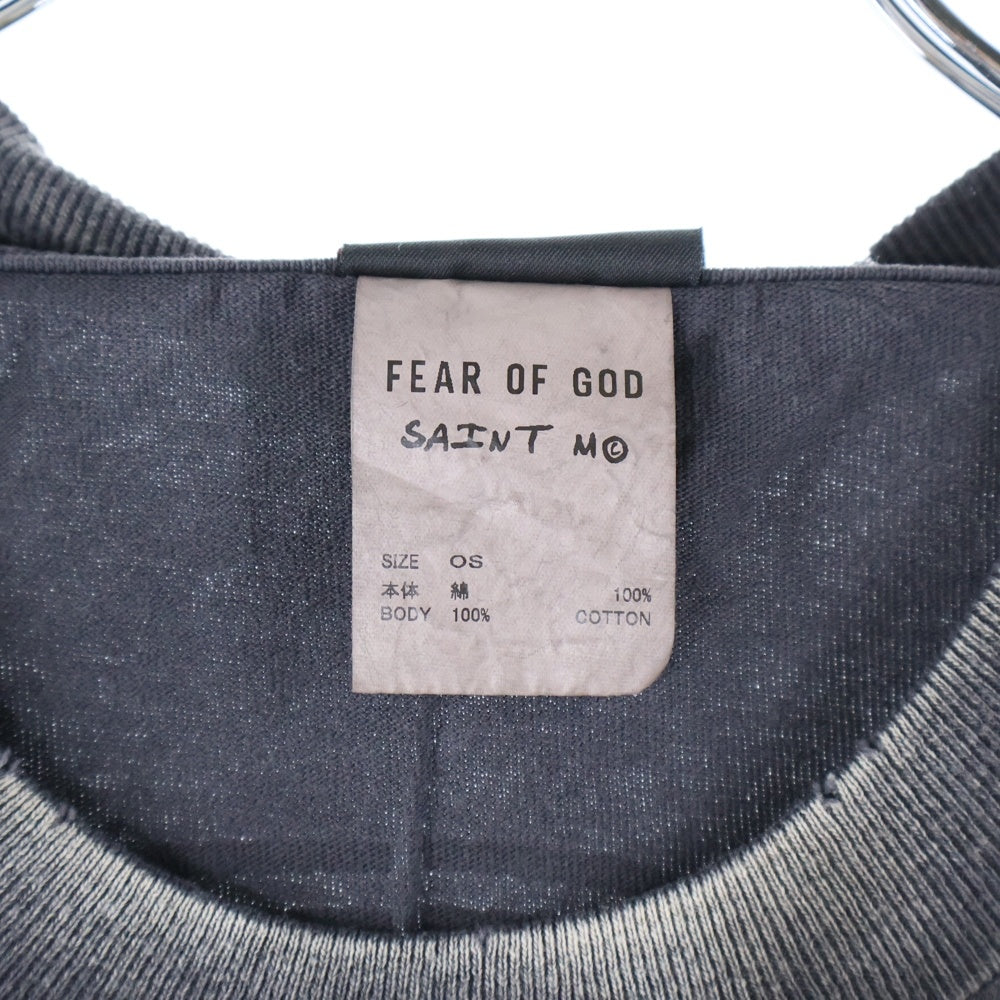 FEAR OF GOD
SAINT M©
SIZE OS
本体 綿 100%
BODY 100% COTTON